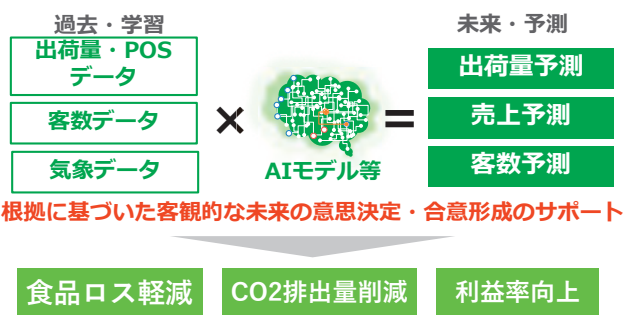 過去・学習
出荷量・POS
データ
客数データ
気象データ
×
AIモデル等
=
未来・予測
出荷量予測
売上予測
客数予測
根拠に基づいた客観的な未来の意思決定・合意形成のサポート
食品ロス軽減
CO2排出量削減
利益率向上